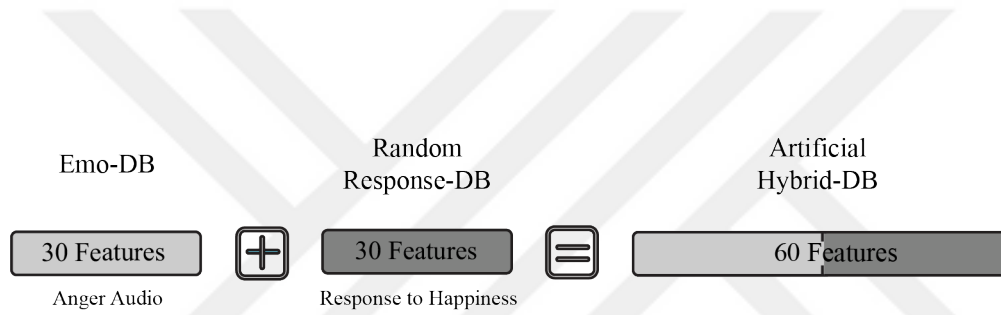 Emo-DB
Random
Response-DB
Artificial
Hybrid-DB
30 Features
30 Features
60 Features
Anger Audio
Response to Happiness